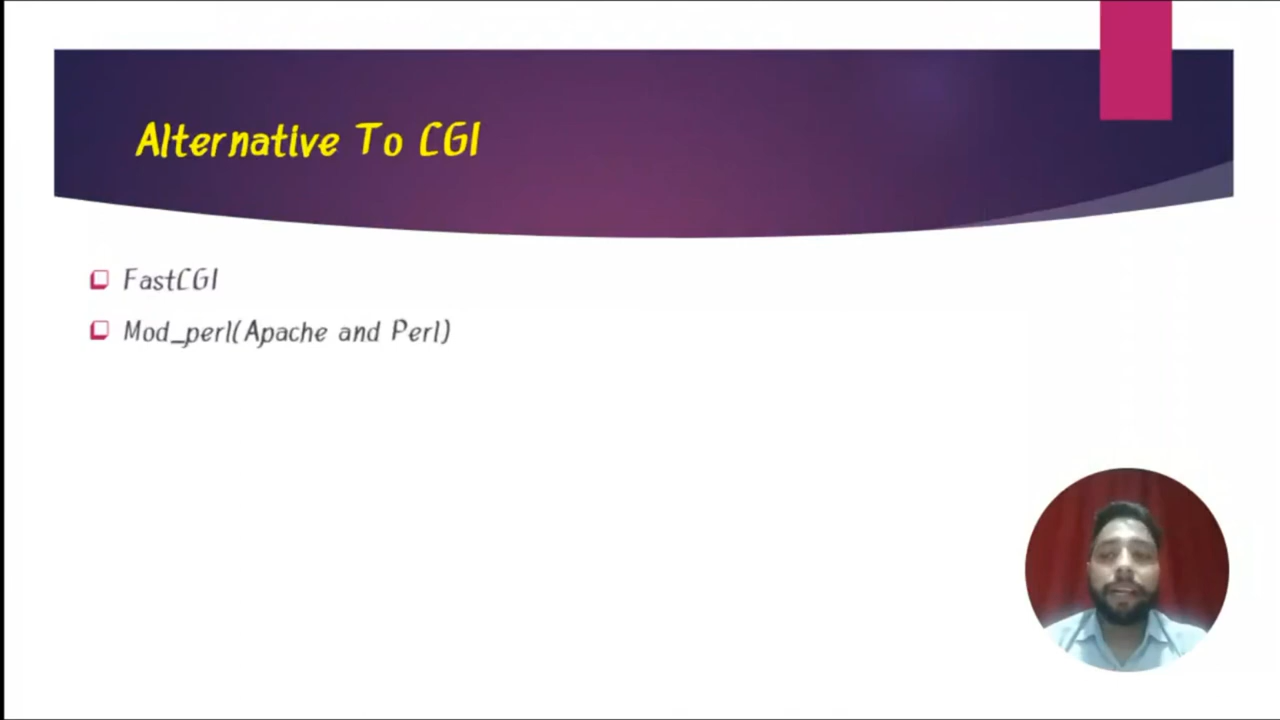 Alternative To CGI
FastCGI
Mod_perl(Apache and Perl)